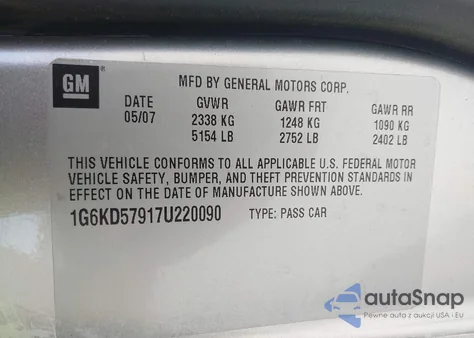 GM
MFD BY GENERAL MOTORS CORP.
DATE GVWR GAWR FRT GAWR RR
05/07 2338 KG 1248 KG 1090 KG
5154 LB 2752 LB 2402 LB
THIS VEHICLE CONFORMS TO ALL APPLICABLE U.S. FEDERAL MOTOR
VEHICLE SAFETY, BUMPER, AND THEFT PREVENTION STANDARDS IN
EFFECT ON THE DATE OF MANUFACTURE SHOWN ABOVE.
1G6KD57917U220090 TYPE: PASS CAR
autoSnap
Pewne auta z aukcji USA - EU